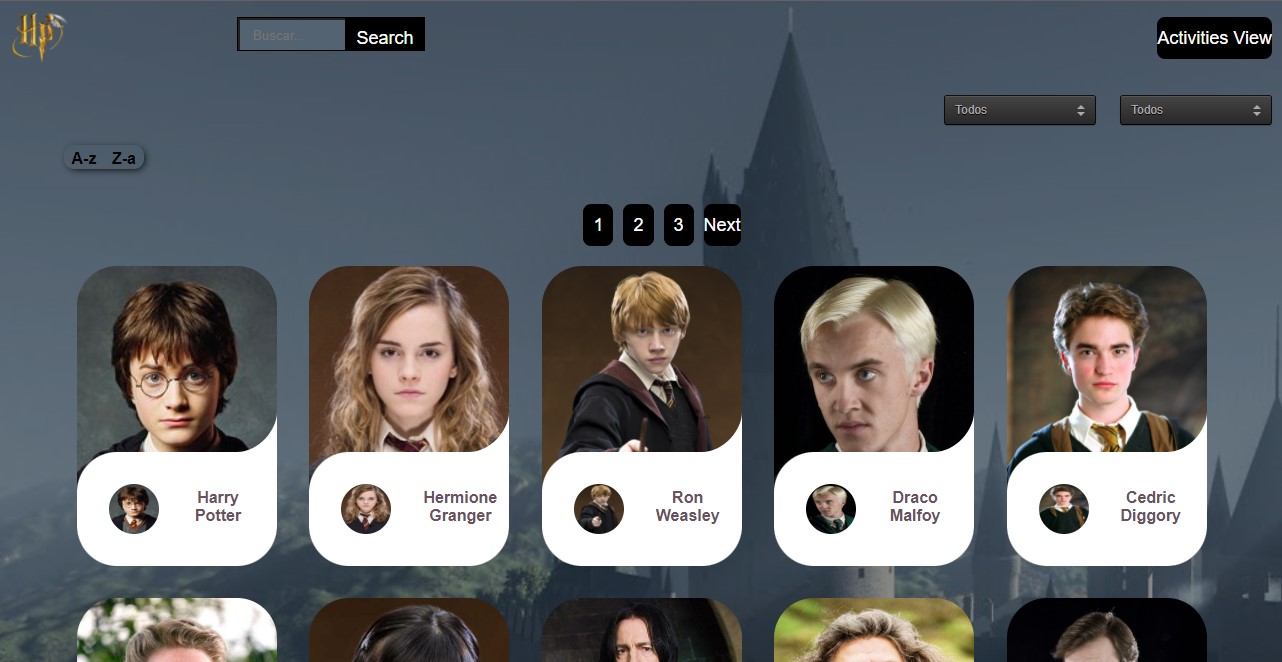 HP
Buscar...
Search
Activities View
Todos
Todos
A-z
Z-a
1
2
3
Next
Harry
Potter
Hermione
Granger
Ron
Weasley
Draco
Malfoy
Cedric
Diggory